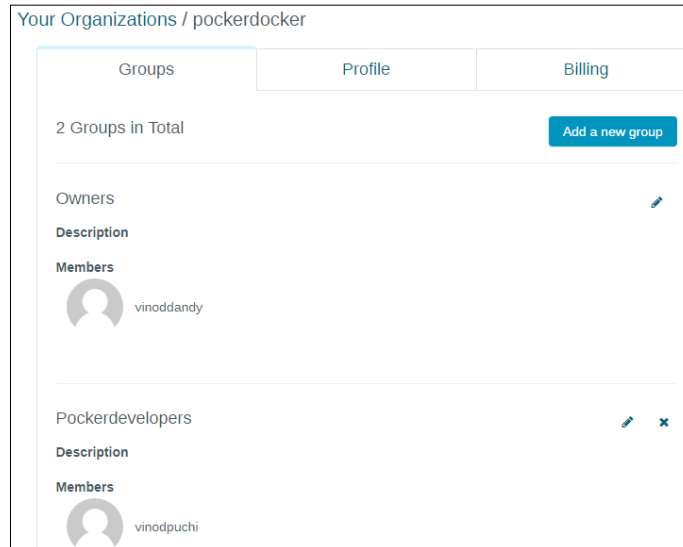 Your Organizations / pockerdocker
Groups Profile Billing
2 Groups in Total Add a new group
Owners
Description
Members
vinoddandy
Pockerdevelopers
Description
Members
vinodpuchi